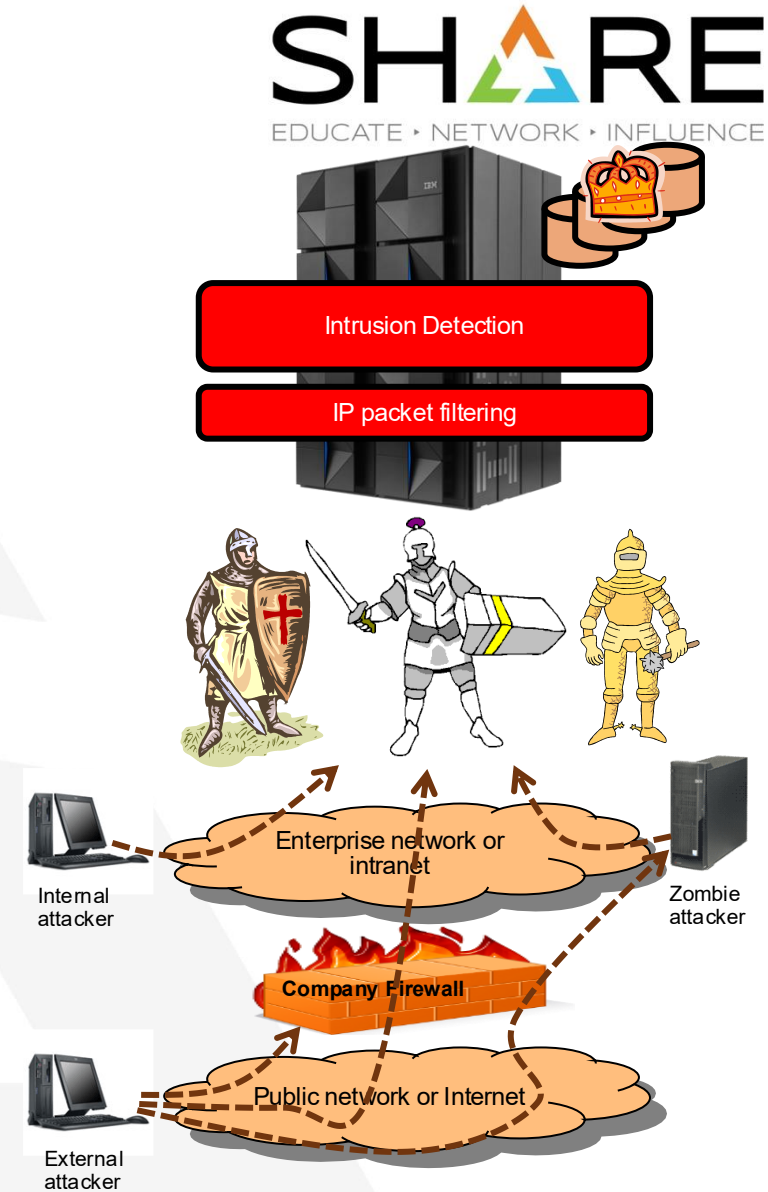 SHARE
EDUCATE • NETWORK • INFLUENCE
IBM
Intrusion Detection
IP packet filtering
Enterprise network or
intranet
Internal
attacker
Zombie
attacker
Company Firewall
Public network or Internet
External
attacker